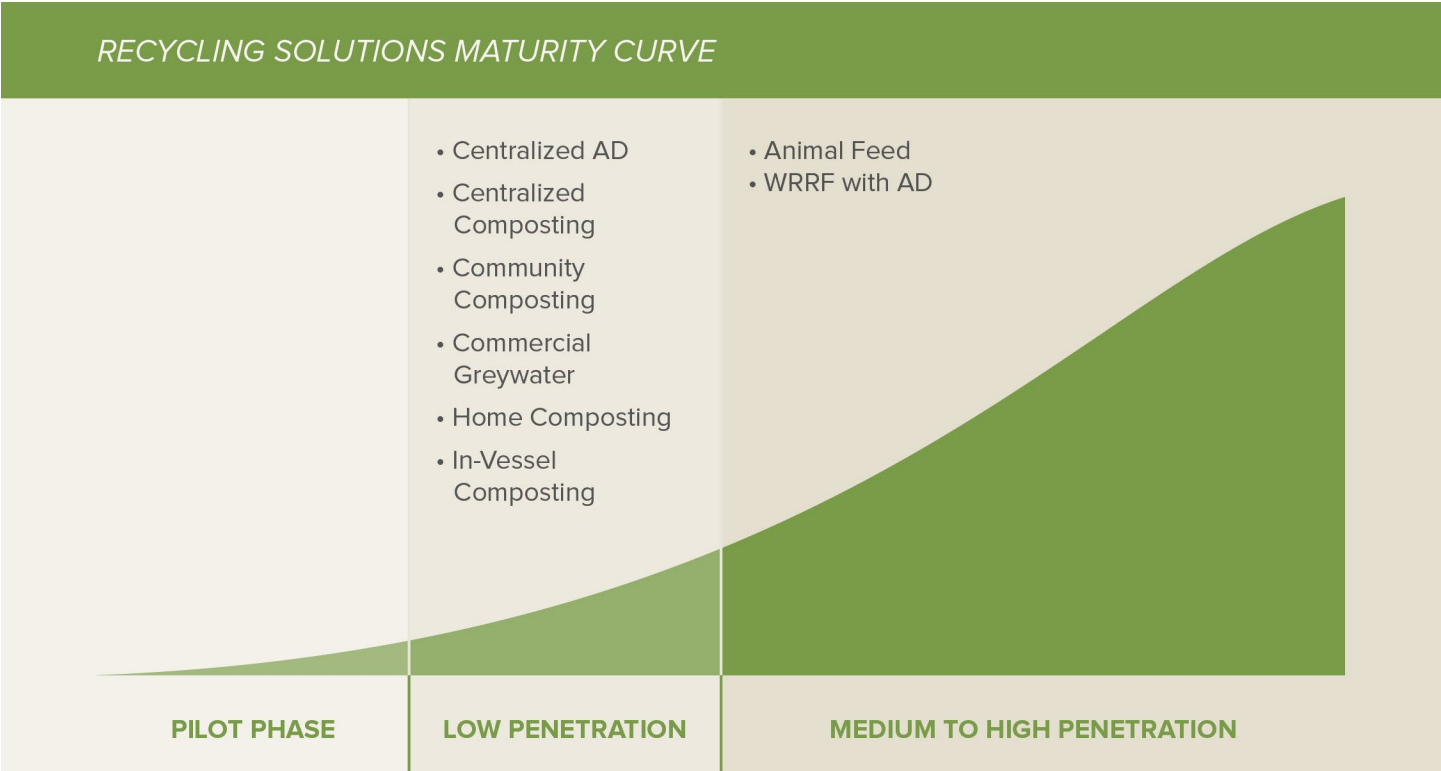 RECYCLING SOLUTIONS MATURITY CURVE
• Centralized AD
• Centralized
Composting
• Community
Composting
• Commercial
Greywater
• Home Composting
• In-Vessel
Composting
• Animal Feed
• WRRF with AD
PILOT PHASE
LOW PENETRATION
MEDIUM TO HIGH PENETRATION